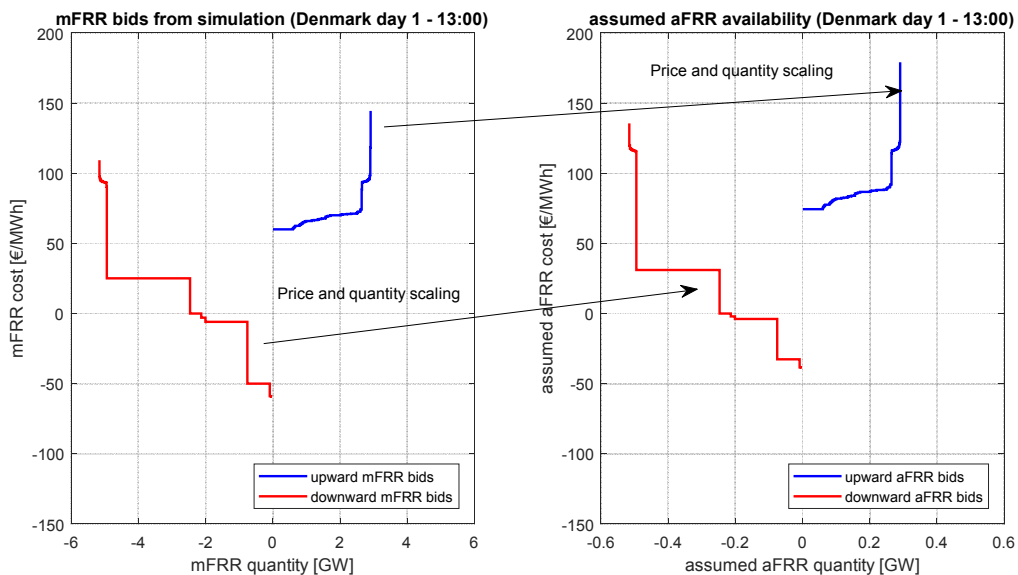 mFRR bids from simulation (Denmark day 1 - 13:00)
200
150
100
50
0
-50
-100
-150
mFRR cost [€/MWh]
Price and quantity scaling
upward mFRR bids
downward mFRR bids
-6
-4
-2
0
2
4
6
mFRR quantity [GW]
assumed aFRR availability (Denmark day 1 - 13:00)
200
150
100
50
0
-50
-100
-150
assumed aFRR cost [€/MWh]
Price and quantity scaling
upward aFRR bids
downward aFRR bids
-0.6
-0.4
-0.2
0
0.2
0.4
0.6
assumed aFRR quantity [GW]